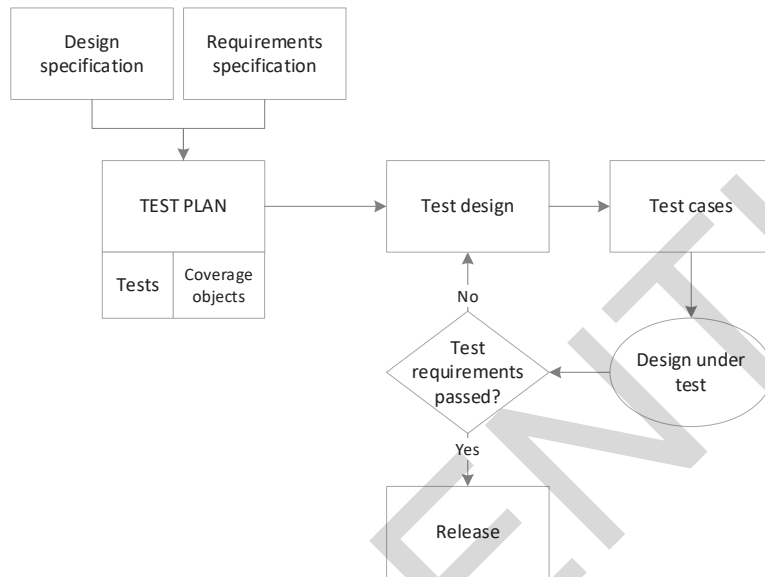 Design
specification
Requirements
specification
TEST PLAN
Test design
Test cases
Tests
Coverage
objects
No
Test
requirements
passed?
Design under
test
Yes
Release